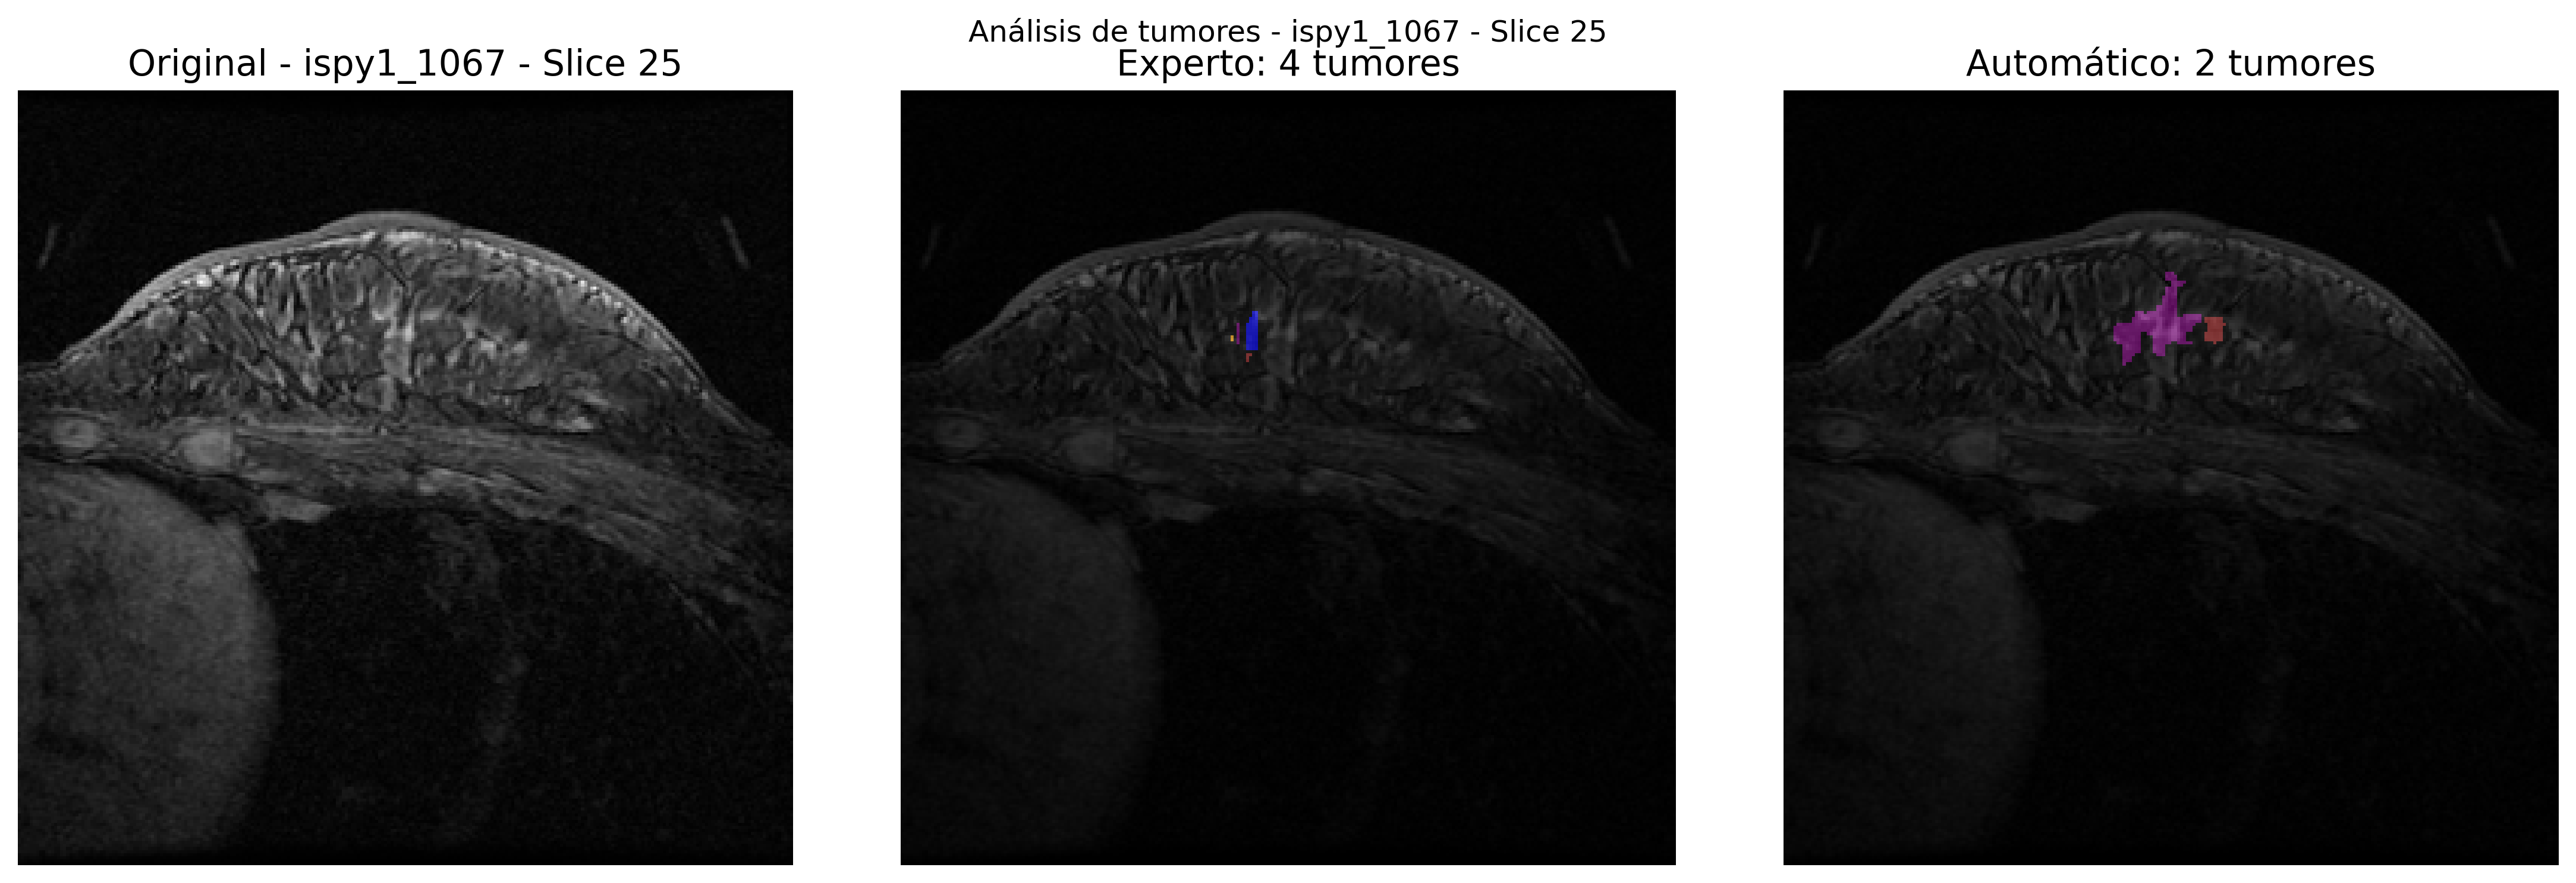 Análisis de tumores - ispy1_1067 - Slice 25
Original - ispy1_1067 - Slice 25
Experto: 4 tumores
Automático: 2 tumores